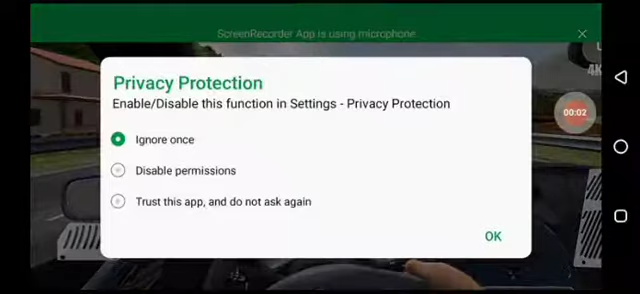 ScreenRecorder App is using microphone
Privacy Protection
Enable/Disable this function in Settings - Privacy Protection
4K
00:02
Ignore once
Disable permissions
Trust this app, and do not ask again
OK